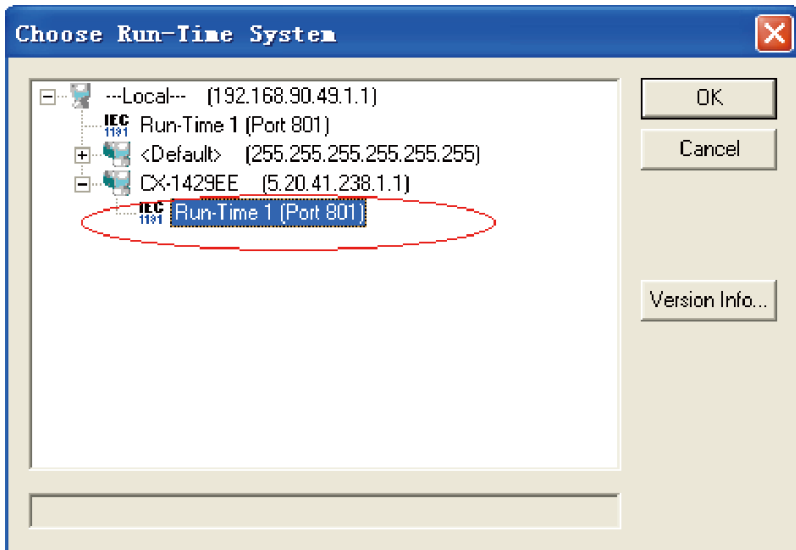 Choose Run-Time System
---Local--- (192.168.90.49.1.1)
IEC 1131 Run-Time 1 (Port 801)
<Default> (255.255.255.255.255.255)
CX-1429EE (5.20.41.238.1.1)
IEC 1131 Run-Time 1 (Port 801)
OK
Cancel
Version Info...